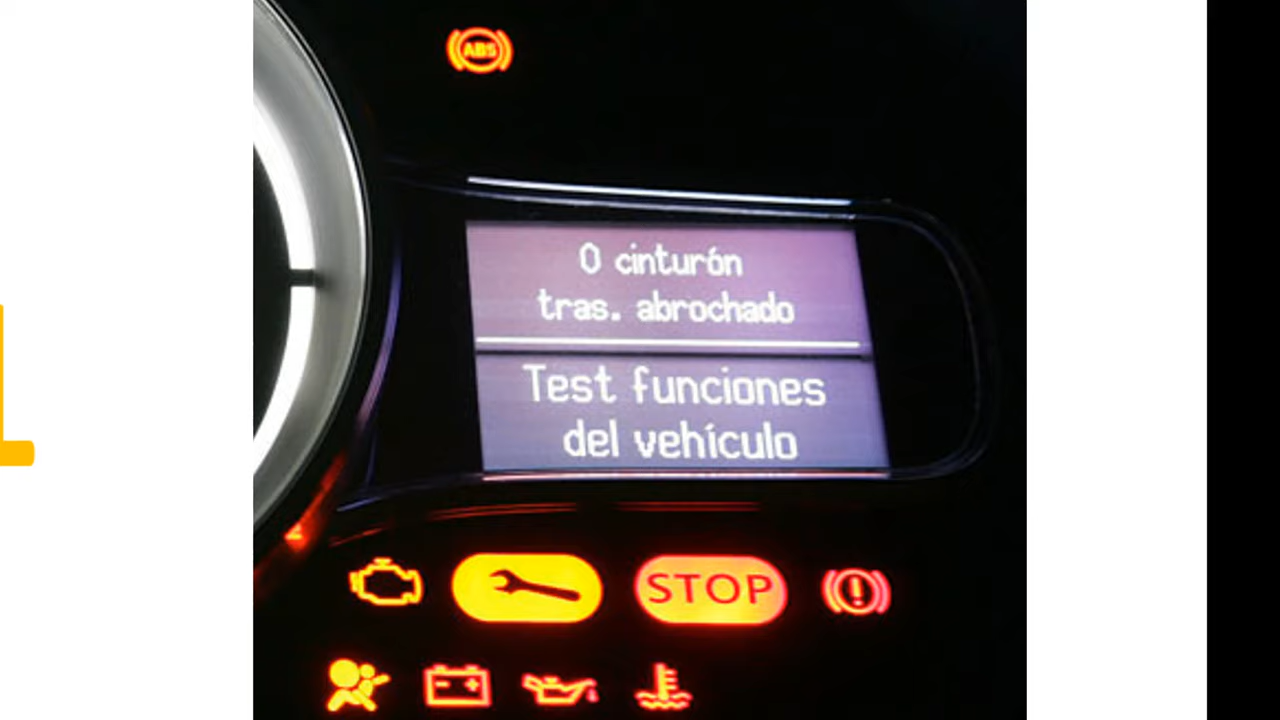 ABS
0 cinturón
tras. abrochado
Test funciones
del vehículo
STOP